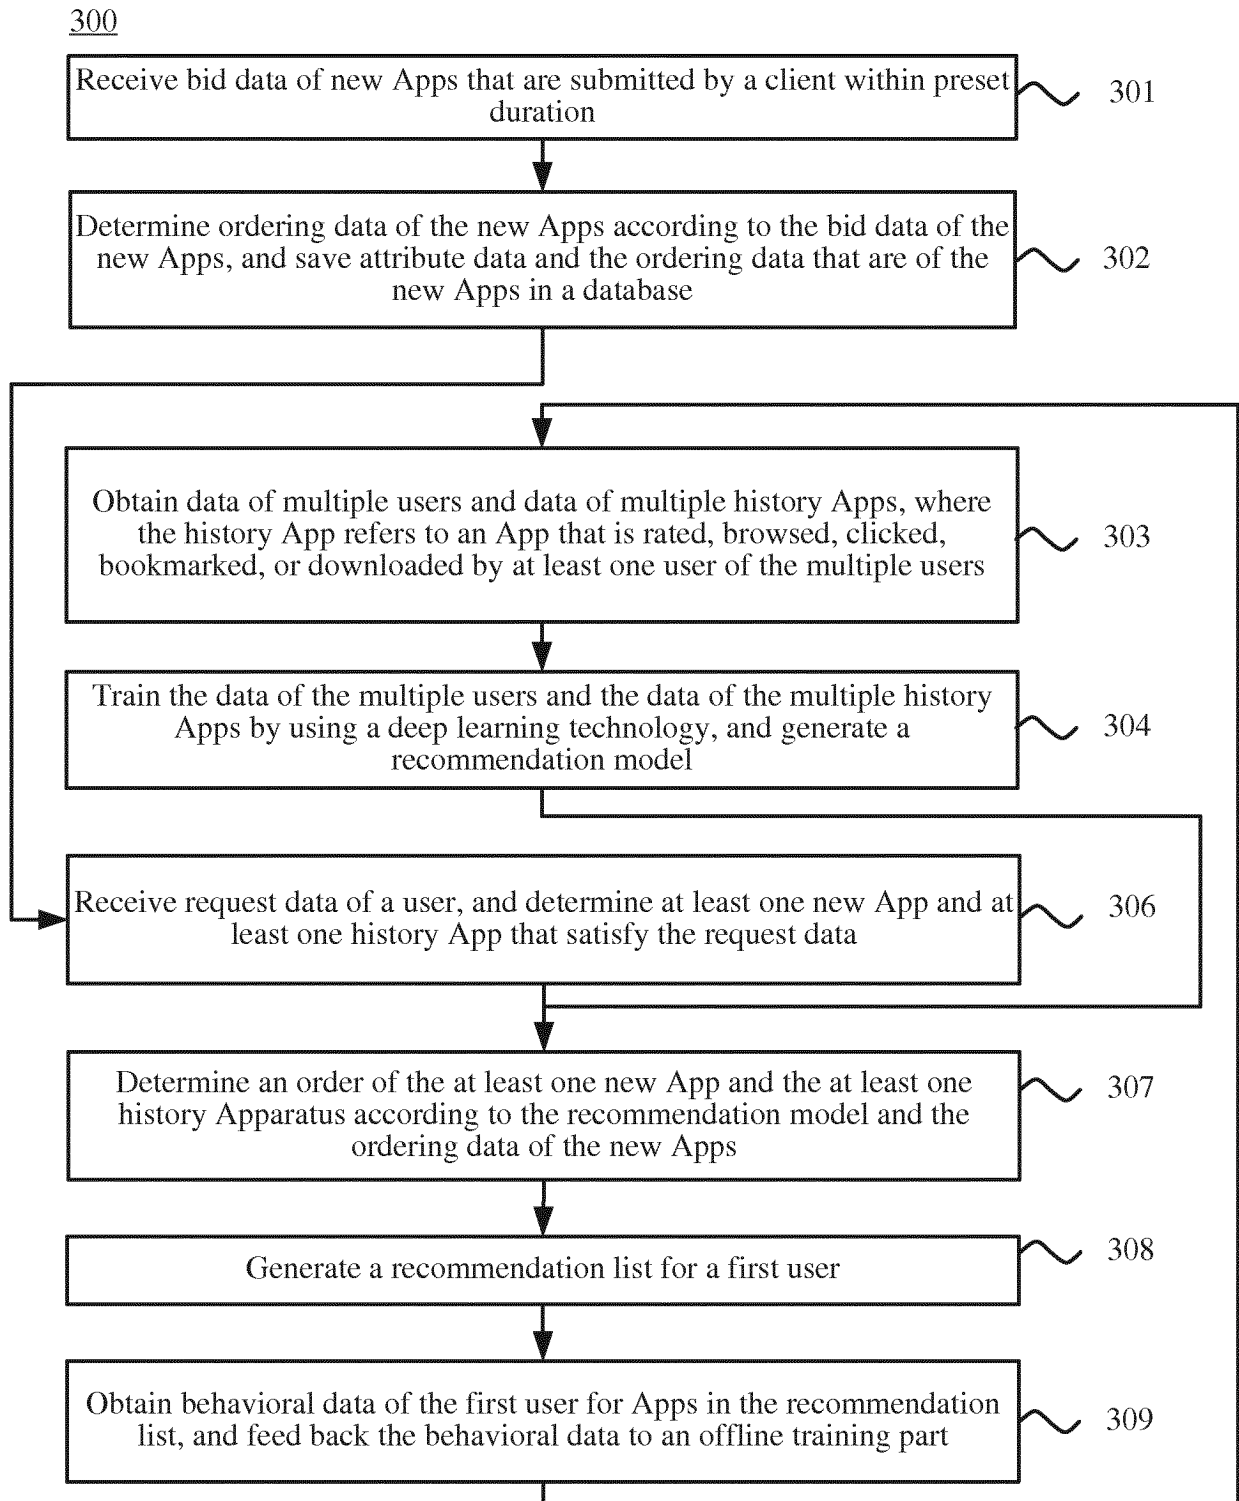 300
Receive bid data of new Apps that are submitted by a client within preset
duration
301
Determine ordering data of the new Apps according to the bid data of the
new Apps, and save attribute data and the ordering data that are of the
new Apps in a database
302
Obtain data of multiple users and data of multiple history Apps, where
the history App refers to an App that is rated, browsed, clicked,
bookmarked, or downloaded by at least one user of the multiple users
303
Train the data of the multiple users and the data of the multiple history
Apps by using a deep learning technology, and generate a
recommendation model
304
Receive request data of a user, and determine at least one new App and at
least one history App that satisfy the request data
306
Determine an order of the at least one new App and the at least one
history Apparatus according to the recommendation model and the
ordering data of the new Apps
307
Generate a recommendation list for a first user
308
Obtain behavioral data of the first user for Apps in the recommendation
list, and feed back the behavioral data to an offline training part
309